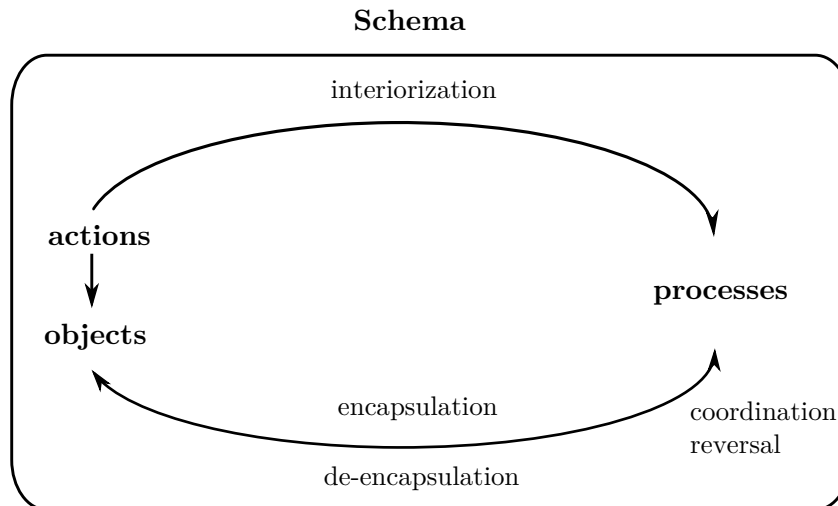 Schema
interiorization
actions
processes
objects
encapsulation
coordination
reversal
de-encapsulation